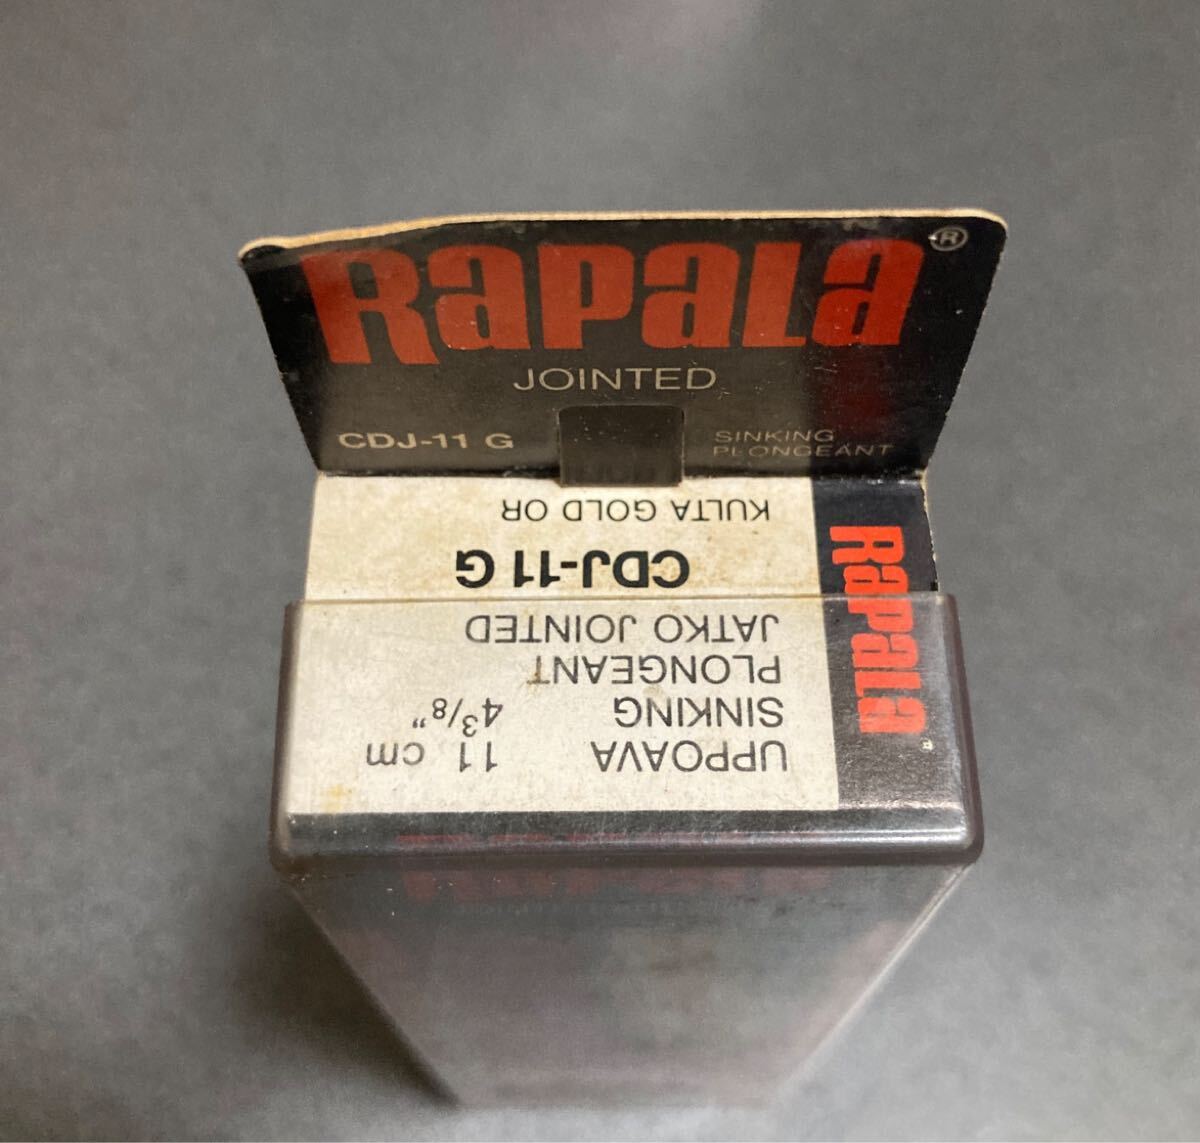 RAPALA ®
JOINTED
CDJ-11 G
SINKING
PLONGEANT
RAPALA
UPPOAVA 11 cm
SINKING 4 3/8"
PLONGEANT
JATKO JOINTED
CDJ-11 G
KULTA GOLD OR